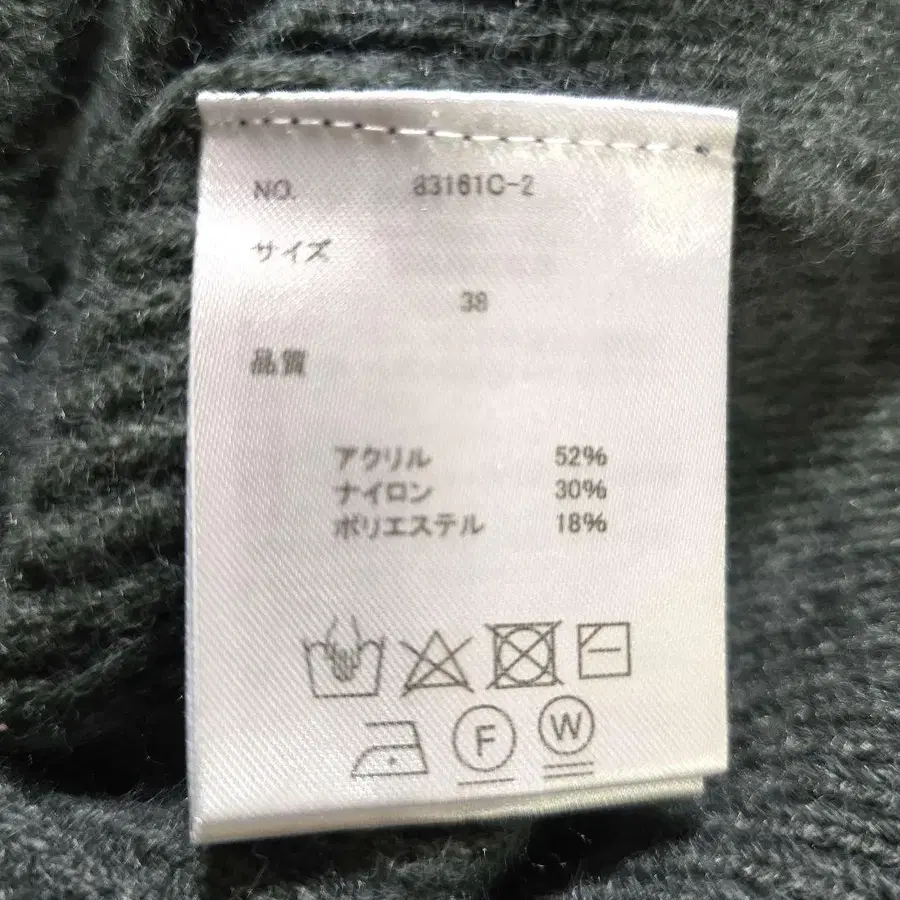 NO. 83161C-2
サイズ
38
品質
アクリル 52%
ナイロン 30%
ポリエステル 18%
F W